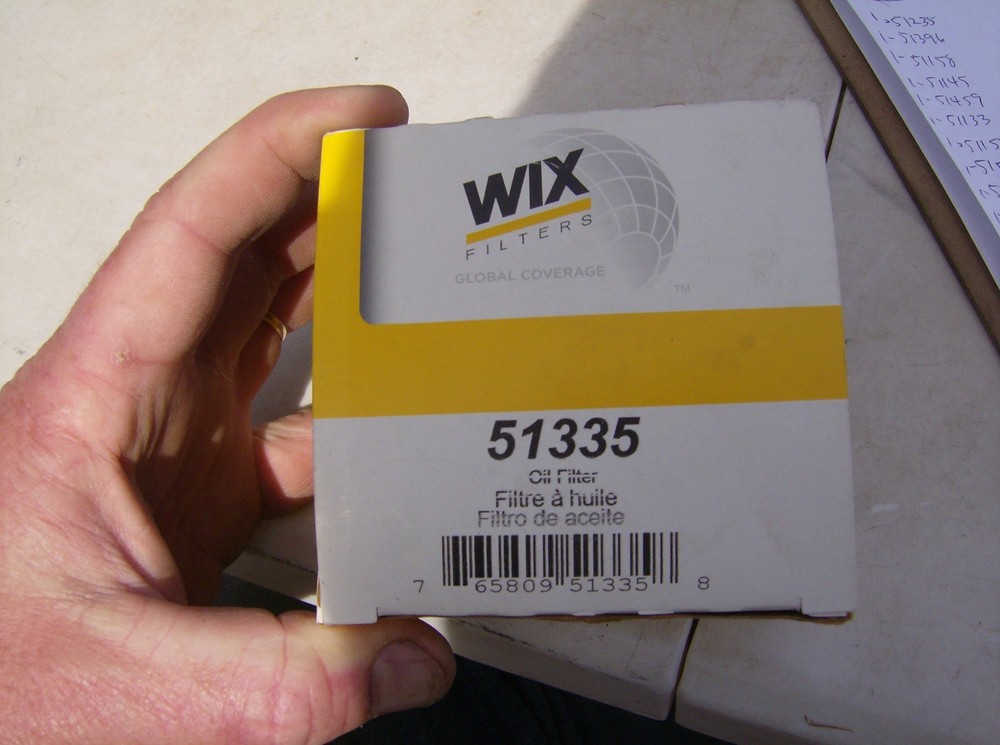 WIX
FILTERS
GLOBAL COVERAGE
TM
51335
Oil Filter
Filtre à huile
Filtro de aceite
7 65809 51335 8
1-51235
1-51396
1-51158
1-51145
1-51459
1-51133